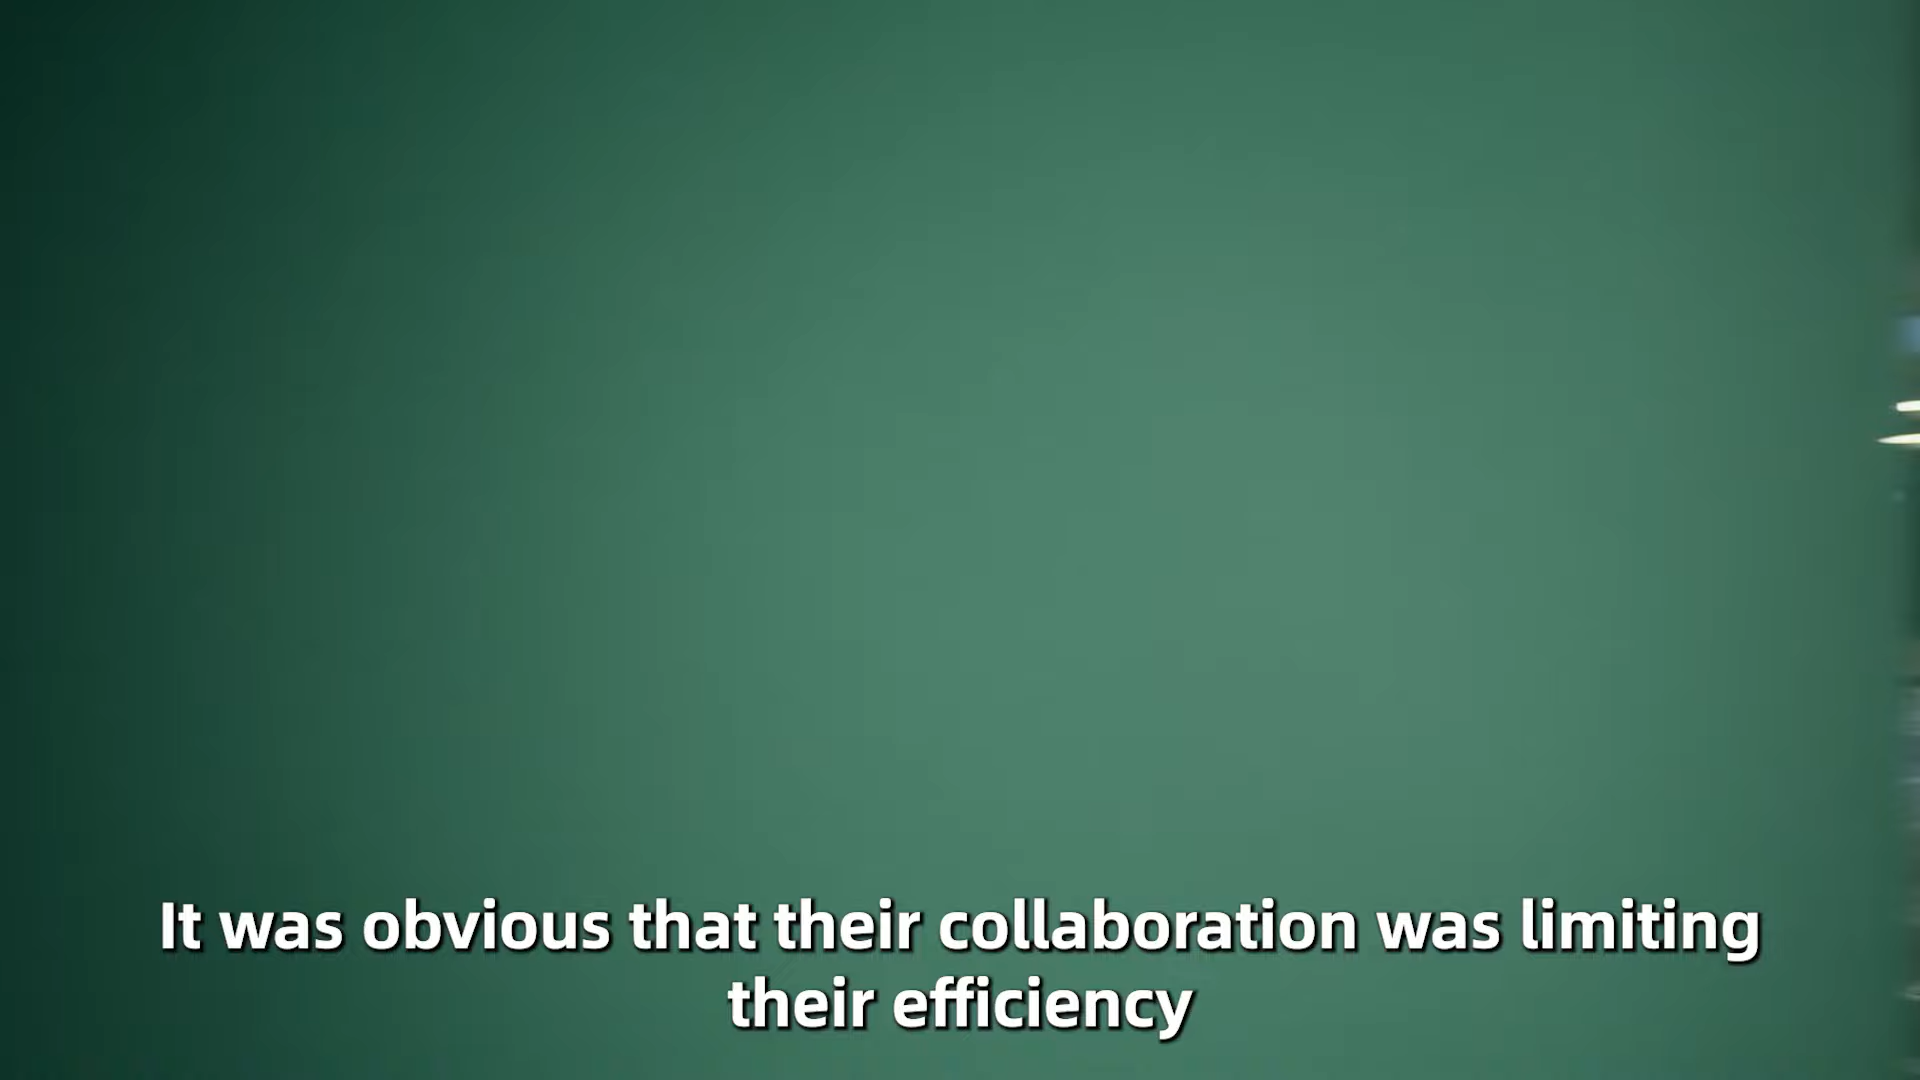 It was obvious that their collaboration was limiting
their efficiency